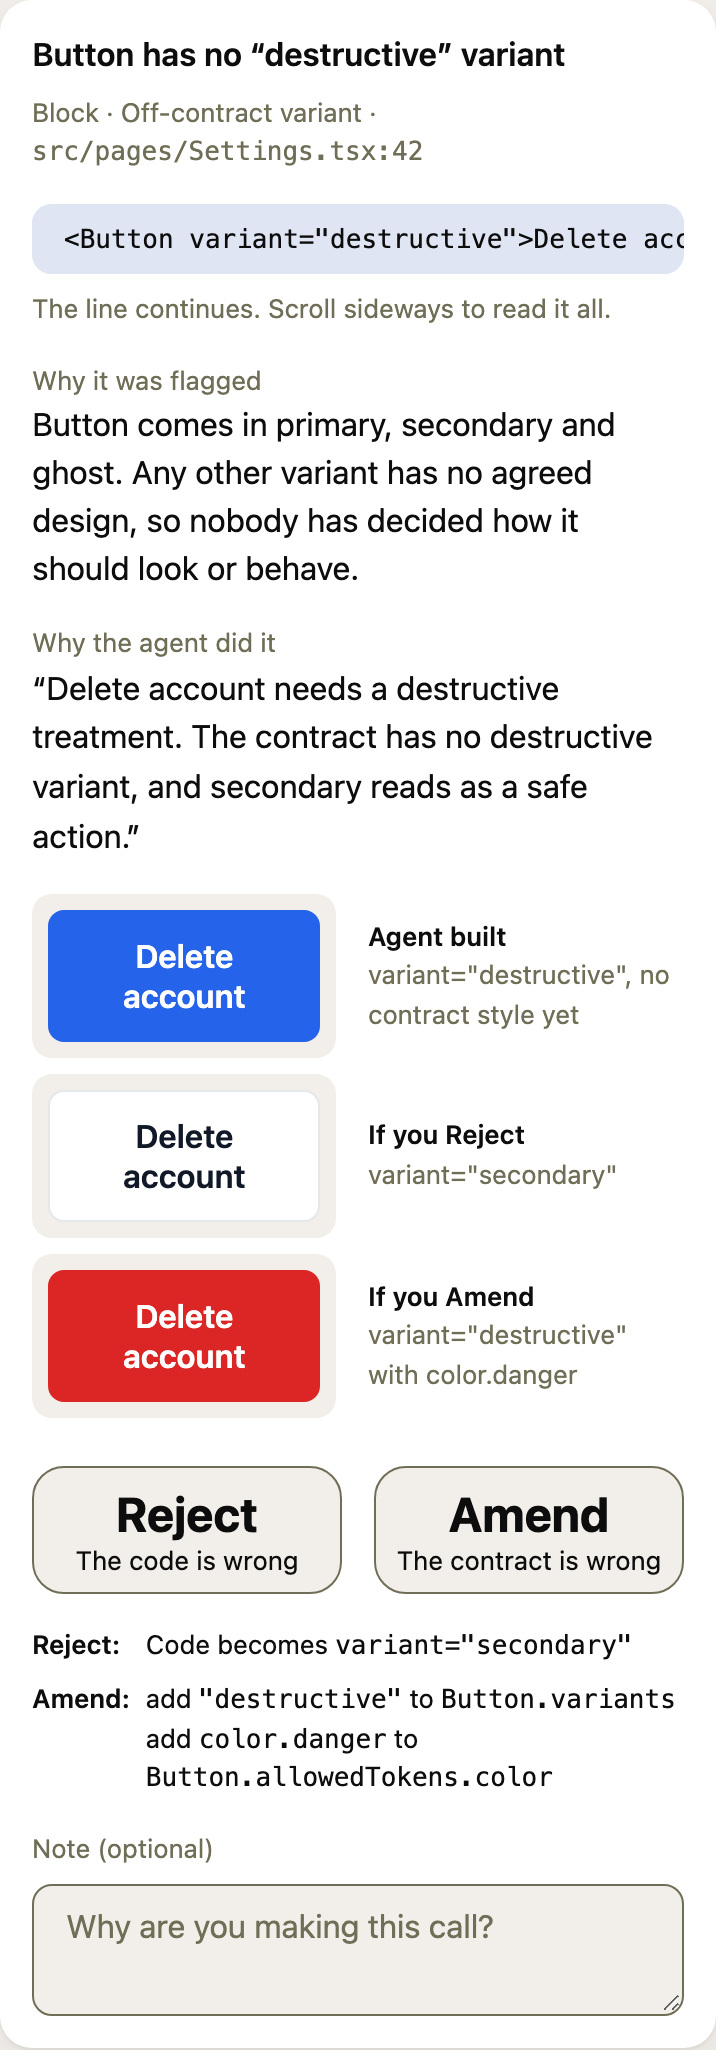 Button has no “destructive” variant
Block · Off-contract variant ·
src/pages/Settings.tsx:42
<Button variant="destructive">Delete acc
The line continues. Scroll sideways to read it all.
Why it was flagged
Button comes in primary, secondary and
ghost. Any other variant has no agreed
design, so nobody has decided how it
should look or behave.
Why the agent did it
“Delete account needs a destructive
treatment. The contract has no destructive
variant, and secondary reads as a safe
action.”
Delete
account
Agent built
variant="destructive", no
contract style yet
Delete
account
If you Reject
variant="secondary"
Delete
account
If you Amend
variant="destructive"
with color.danger
Reject
The code is wrong
Amend
The contract is wrong
Reject: Code becomes variant="secondary"
Amend: add "destructive" to Button.variants
add color.danger to
Button.allowedTokens.color
Note (optional)
Why are you making this call?